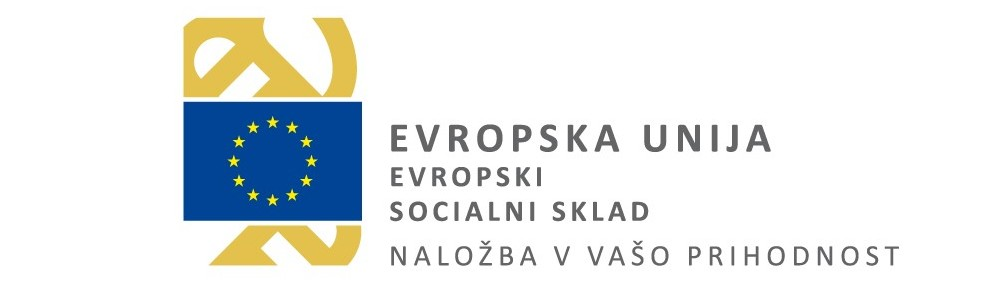 EVROPSKA UNIJA
EVROPSKI
SOCIALNI SKLAD
NALOŽBA V VAŠO PRIHODNOST